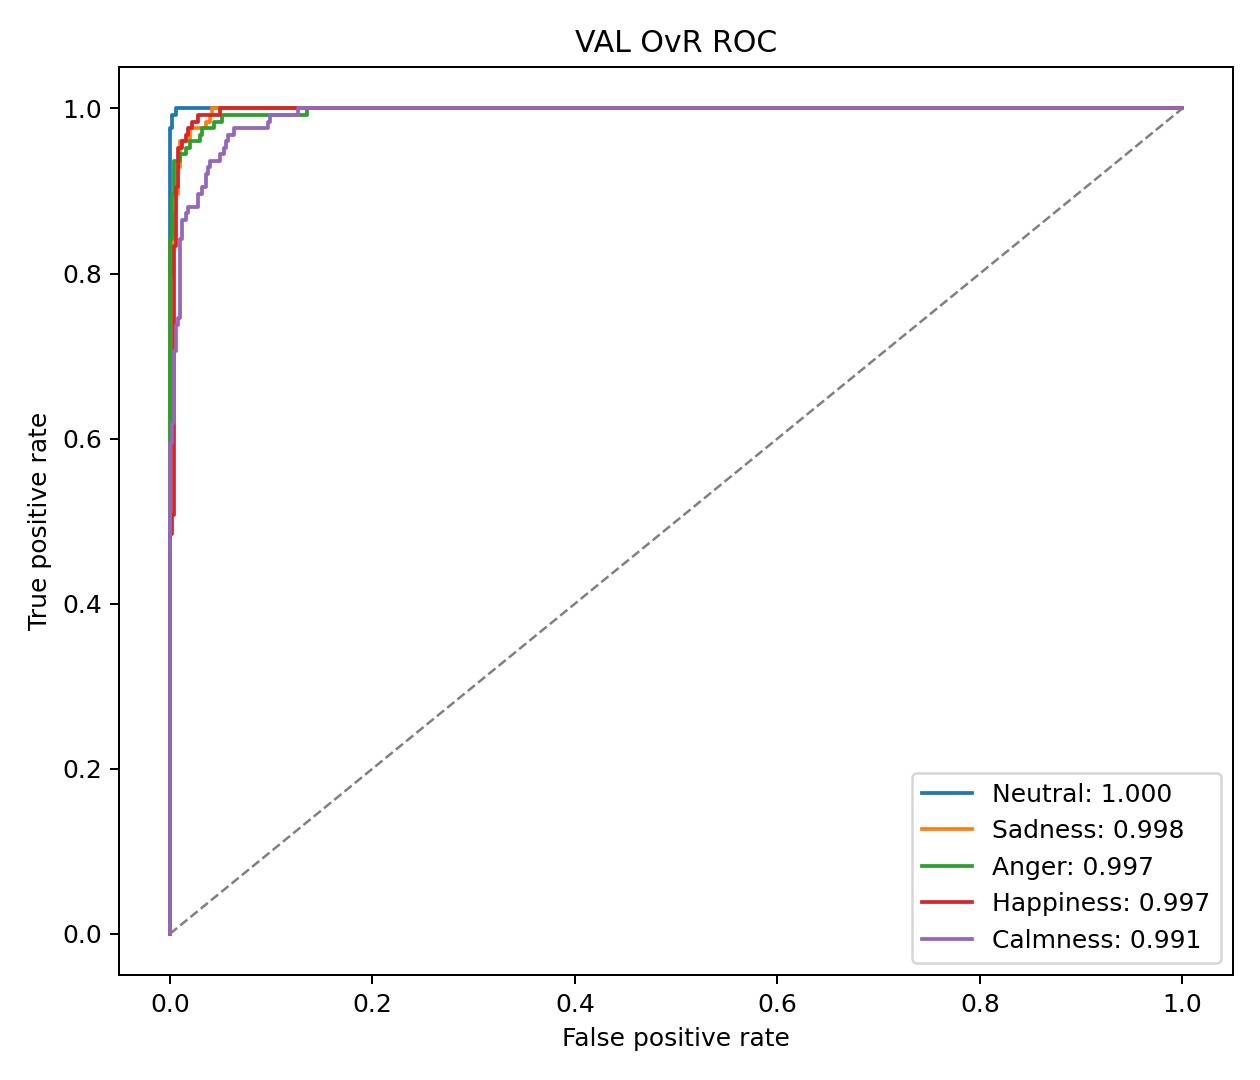 VAL OvR ROC
1.0
0.8
0.6
0.4
0.2
0.0
True positive rate
0.0 0.2 0.4 0.6 0.8 1.0
False positive rate
Neutral: 1.000
Sadness: 0.998
Anger: 0.997
Happiness: 0.997
Calmness: 0.991